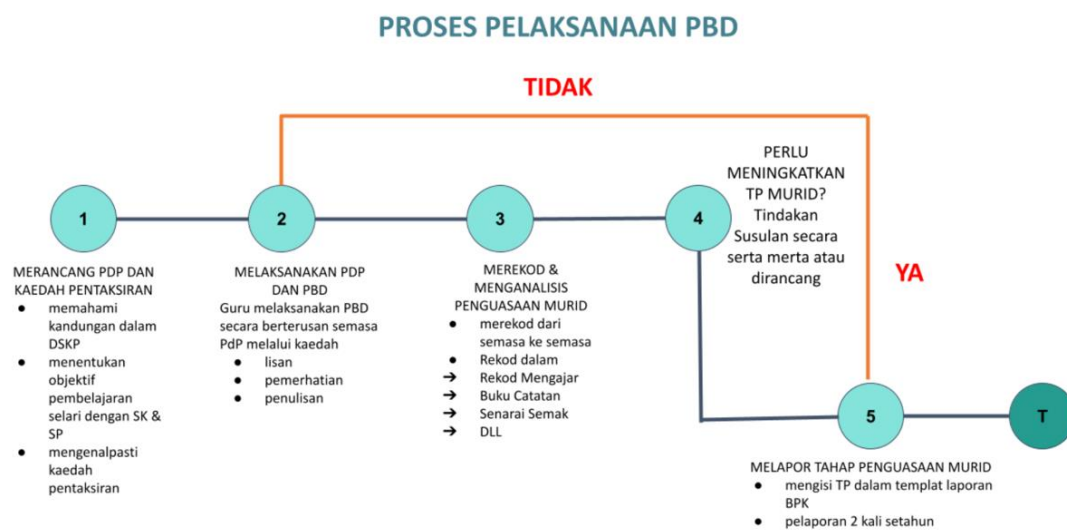 PROSES PELAKSANAAN PBD
TIDAK
1
MERANCANG PDP DAN
KAEDAH PENTAKSIRAN
● memahami
kandungan dalam
DSKP
● menentukan
objektif
pembelajaran
selari dengan SK &
SP
● mengenalpasti
kaedah
pentaksiran
2
MELAKSANAKAN PDP
DAN PBD
Guru melaksanakan PBD
secara berterusan semasa
PdP melalui kaedah
● lisan
● pemerhatian
● penulisan
3
MEREKOD &
MENGANALISIS
PENGUASAAN MURID
● merekod dari
semasa ke semasa
● Rekod dalam
➔ Rekod Mengajar
➔ Buku Catatan
➔ Senarai Semak
➔ DLL
4
PERLU
MENINGKATKAN
TP MURID?
Tindakan
Susulan secara
serta merta atau
dirancang
YA
5
MELAPOR TAHAP PENGUASAAN MURID
● mengisi TP dalam templat laporan
BPK
● pelaporan 2 kali setahun
T